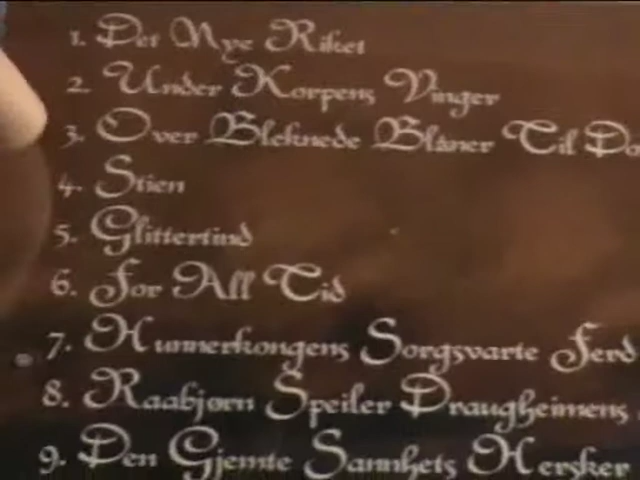 1. Det Nye Riket
2. Under Korpens Vinger
3. Over Bleknede Blåner Til Do
4. Stien
5. Glittertind
6. For All Tid
7. Hunnerkongens Sorgsvarte Ferd
8. Raabjørn Speiler Draugheimens
9. Den Gjemte Sannhets Hersker